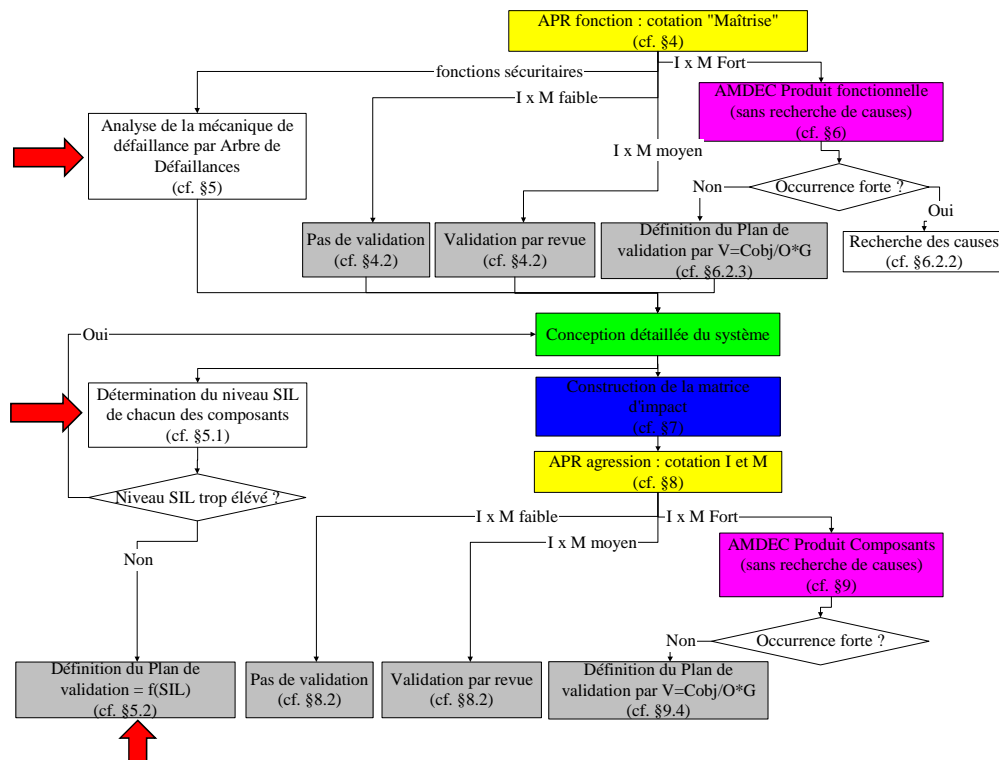 APR fonction : cotation "Maîtrise"
(cf. §4)
fonctions sécuritaires
I x M Fort
I x M faible
AMDEC Produit fonctionnelle
(sans recherche de causes)
(cf. §6)
Analyse de la mécanique de
défaillance par Arbre de
Défaillances
(cf. §5)
I x M moyen
Non
Occurrence forte ?
Oui
Pas de validation
(cf. §4.2)
Validation par revue
(cf. §4.2)
Définition du Plan de
validation par V=Cobj/O*G
(cf. §6.2.3)
Recherche des causes
(cf. §6.2.2)
Oui
Conception détaillée du système
Détermination du niveau SIL
de chacun des composants
(cf. §5.1)
Construction de la matrice
d'impact
(cf. §7)
APR agression : cotation I et M
(cf. §8)
Niveau SIL trop élévé ?
I x M faible
I x M Fort
I x M moyen
Non
AMDEC Produit Composants
(sans recherche de causes)
(cf. §9)
Non
Occurrence forte ?
Définition du Plan de
validation = f(SIL)
(cf. §5.2)
Pas de validation
(cf. §8.2)
Validation par revue
(cf. §8.2)
Définition du Plan de
validation par V=Cobj/O*G
(cf. §9.4)